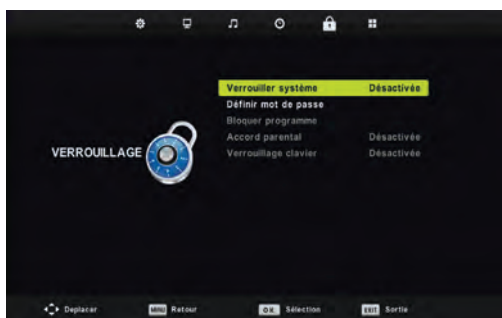 Verrouiller système Désactivée
Définir mot de passe
Bloquer programme
Accord parental Désactivée
Verrouillage clavier Désactivée
VERROUILLAGE
Deplacer MENU Retour OK Sélection EXIT Sortie